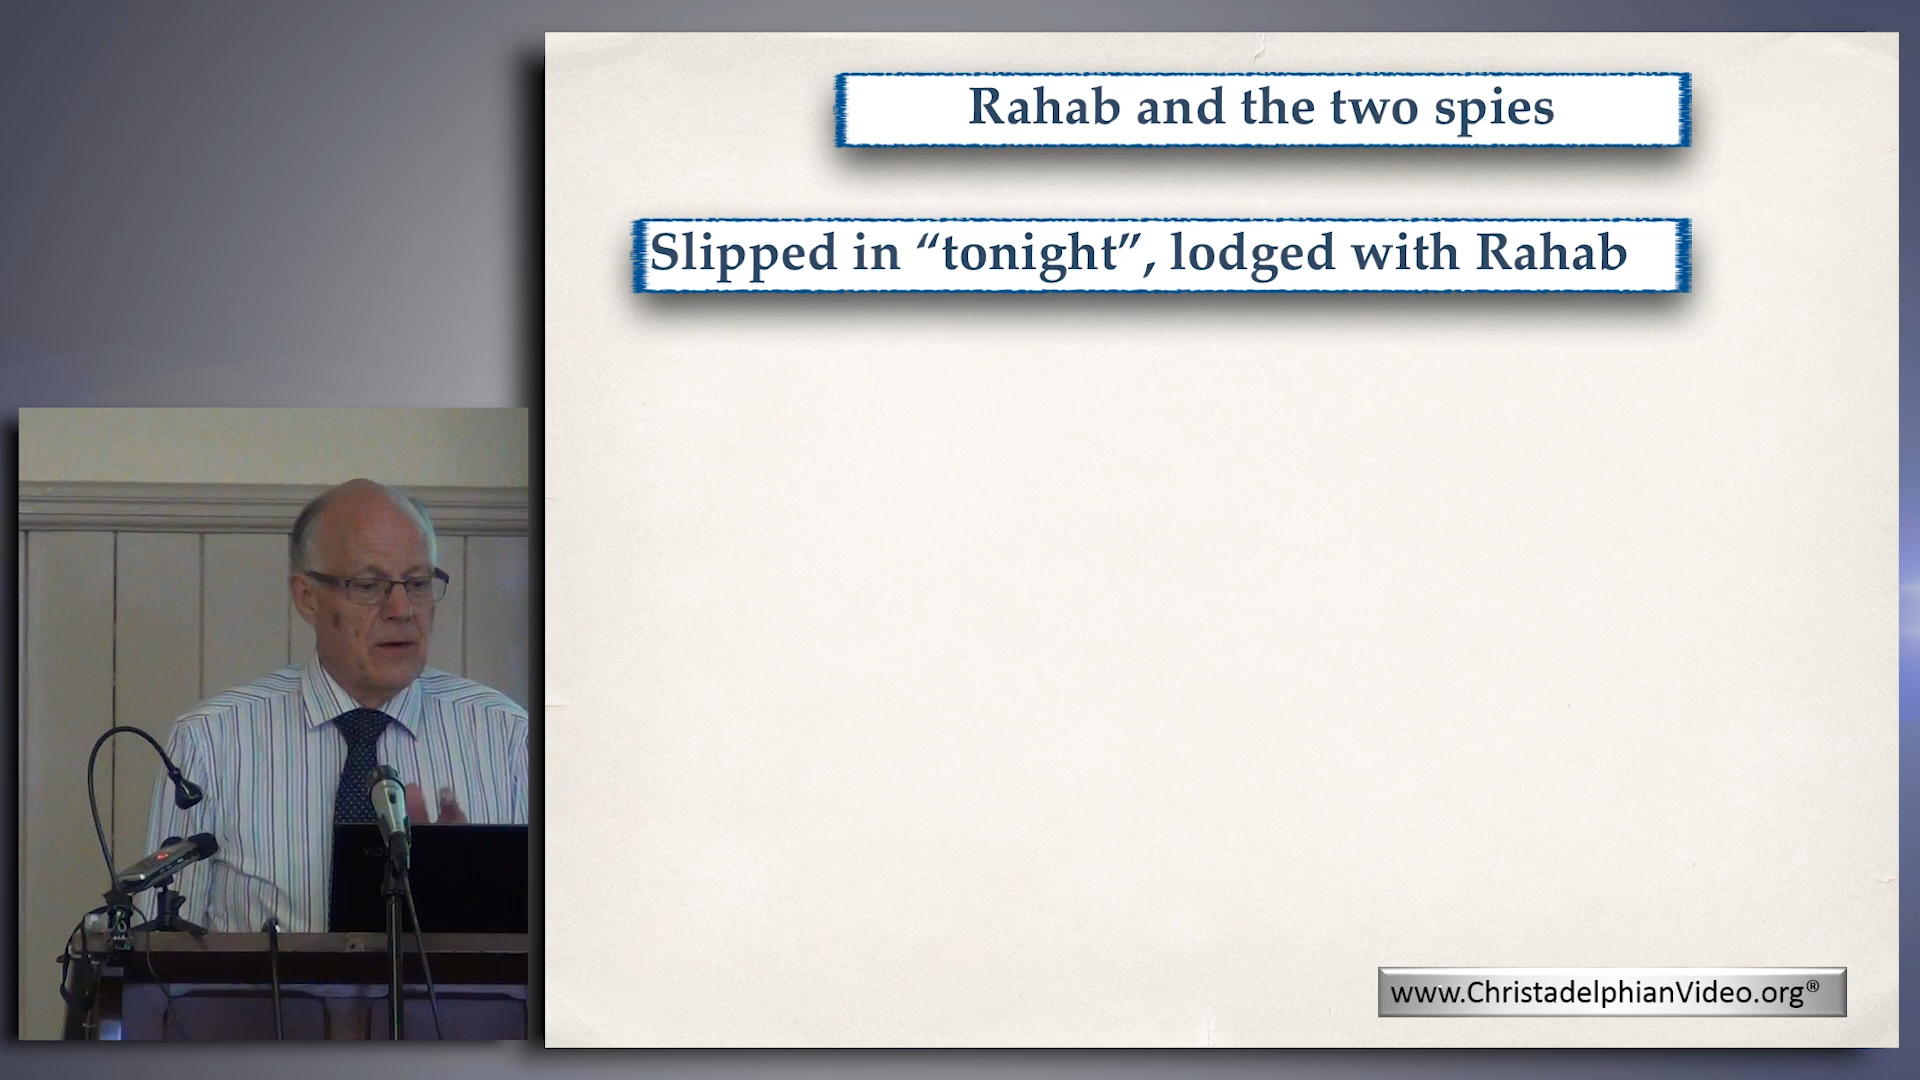 Rahab and the two spies
Slipped in “tonight”, lodged with Rahab
www.ChristadelphianVideo.org®